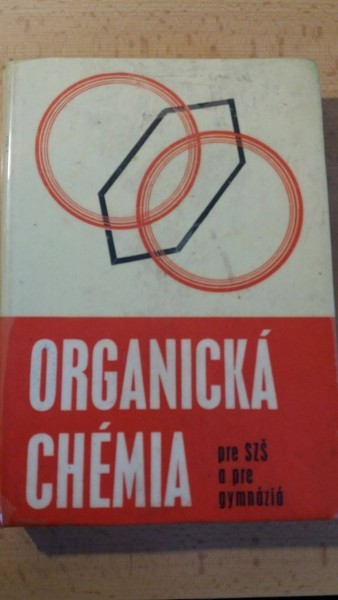 ORGANICKÁ
CHÉMIA
pre SZŠ
a pre
gymnáziá